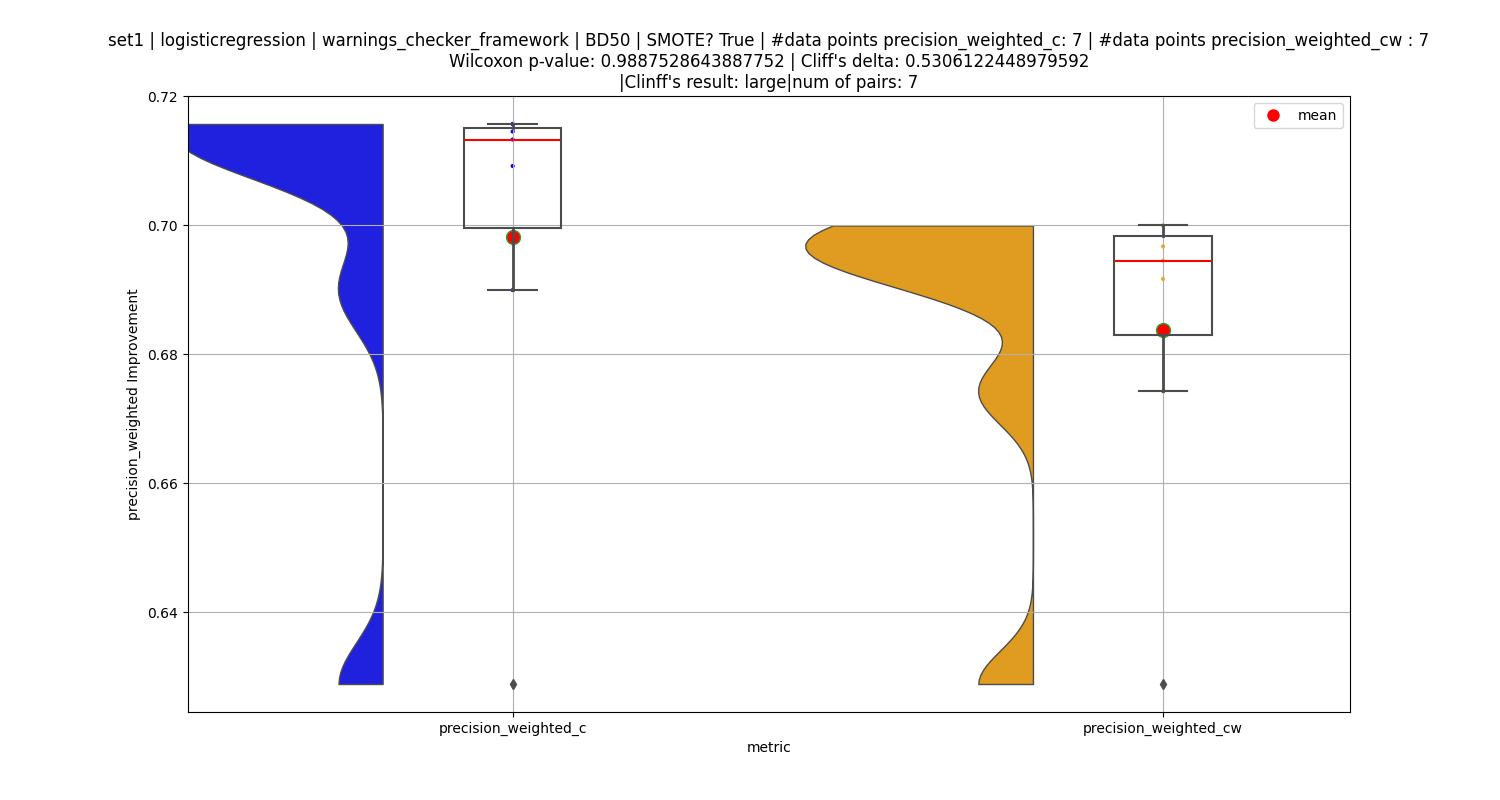 set1 | logisticregression | warnings_checker_framework | BD50 | SMOTE? True | #data points precision_weighted_c: 7 | #data points precision_weighted_cw : 7
Wilcoxon p-value: 0.9887528643887752 | Cliff's delta: 0.5306122448979592
|Clinff's result: large|num of pairs: 7
mean
0.72
0.70
0.68
0.66
0.64
precision_weighted Improvement
precision_weighted_c
precision_weighted_cw
metric